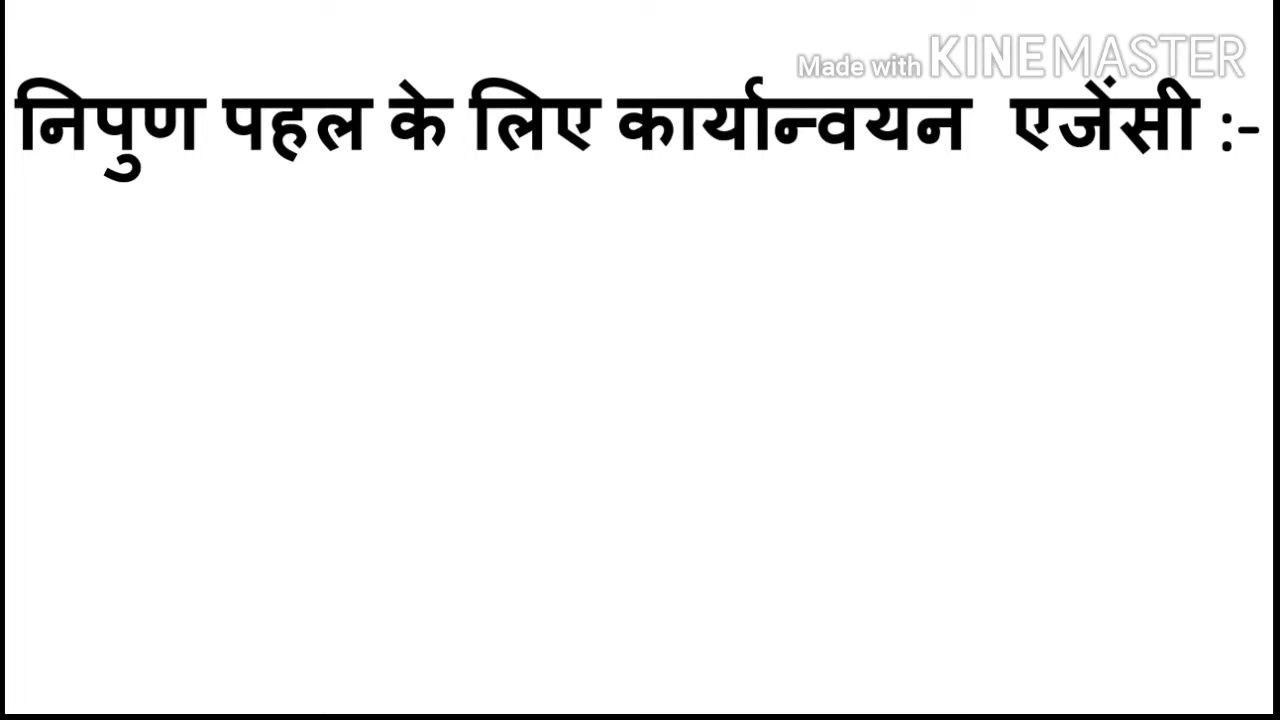 Made with KINEMASTER
निपुण पहल के लिए कार्यान्वयन एजेंसी :-